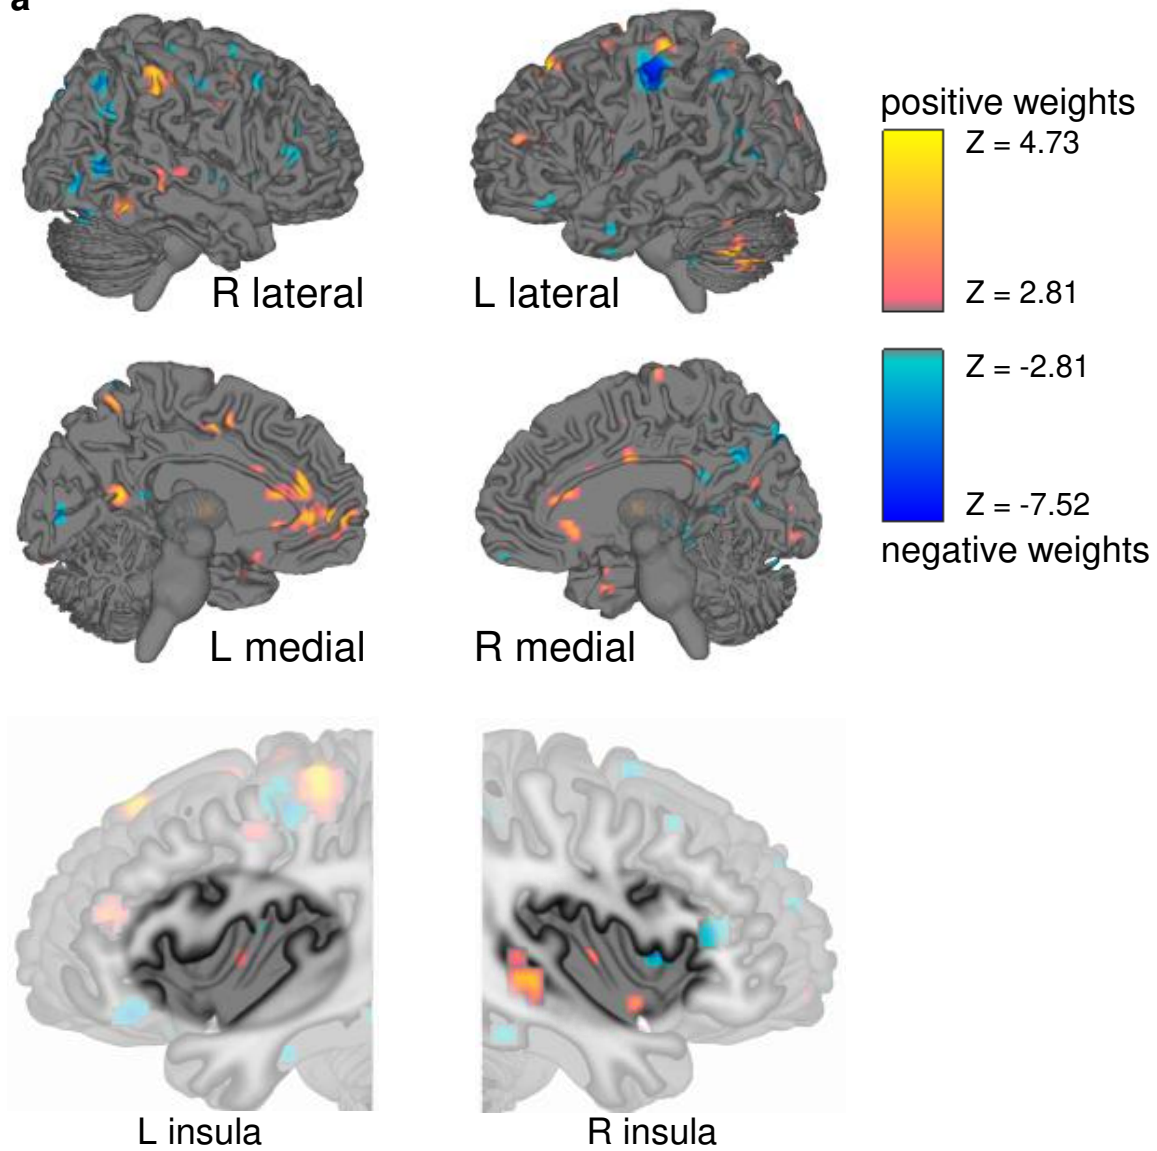 a
R lateral
L lateral
positive weights
Z = 4.73
Z = 2.81
Z = -2.81
Z = -7.52
negative weights
L medial
R medial
L insula
R insula